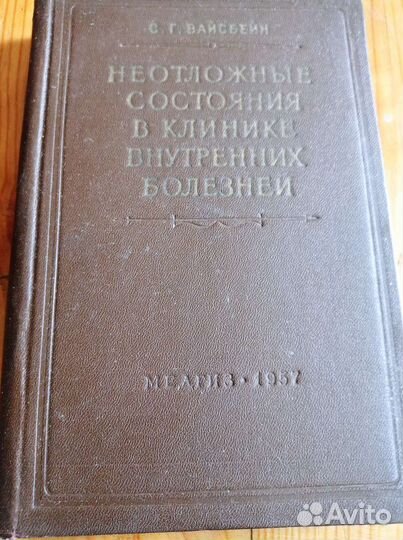 С. Г. ВАЙСБЕЙН
НЕОТЛОЖНЫЕ
СОСТОЯНИЯ
В КЛИНИКЕ
ВНУТРЕННИХ
БОЛЕЗНЕЙ
МЕДГИЗ · 1957
Avito